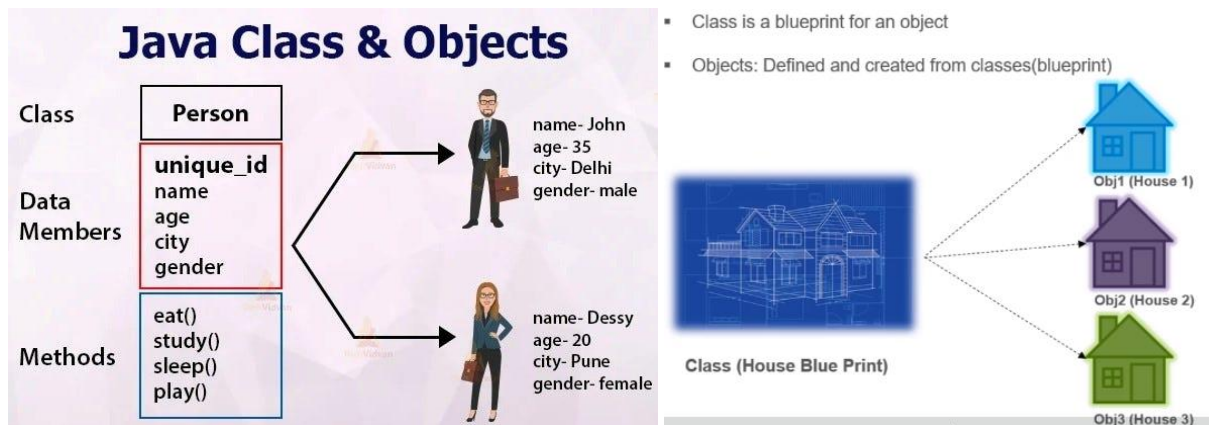 Java Class & Objects
Class
Person
Data
Members
unique_id
name
age
city
gender
Methods
eat()
study()
sleep()
play()
name- John
age- 35
city- Delhi
gender- male
name- Dessy
age- 20
city- Pune
gender- female
▪ Class is a blueprint for an object
▪ Objects: Defined and created from classes(blueprint)
Class (House Blue Print)
Obj1 (House 1)
Obj2 (House 2)
Obj3 (House 3)